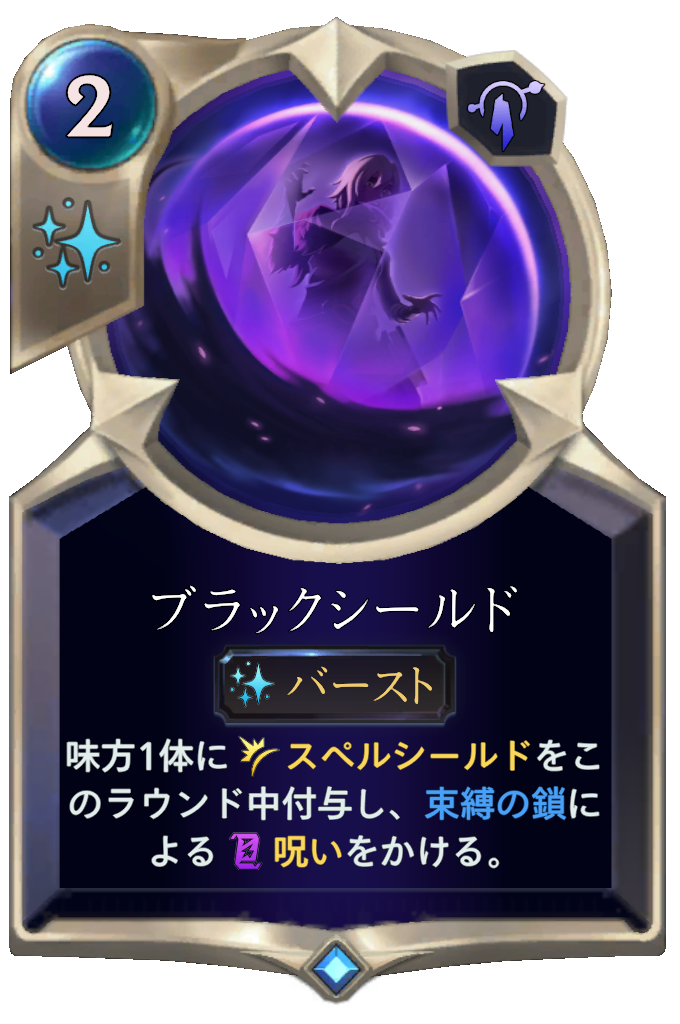 2
ブラックシールド
バースト
味方1体にスペルシールドをこ
のラウンド中付与し、束縛の鎖に
よる呪いをかける。